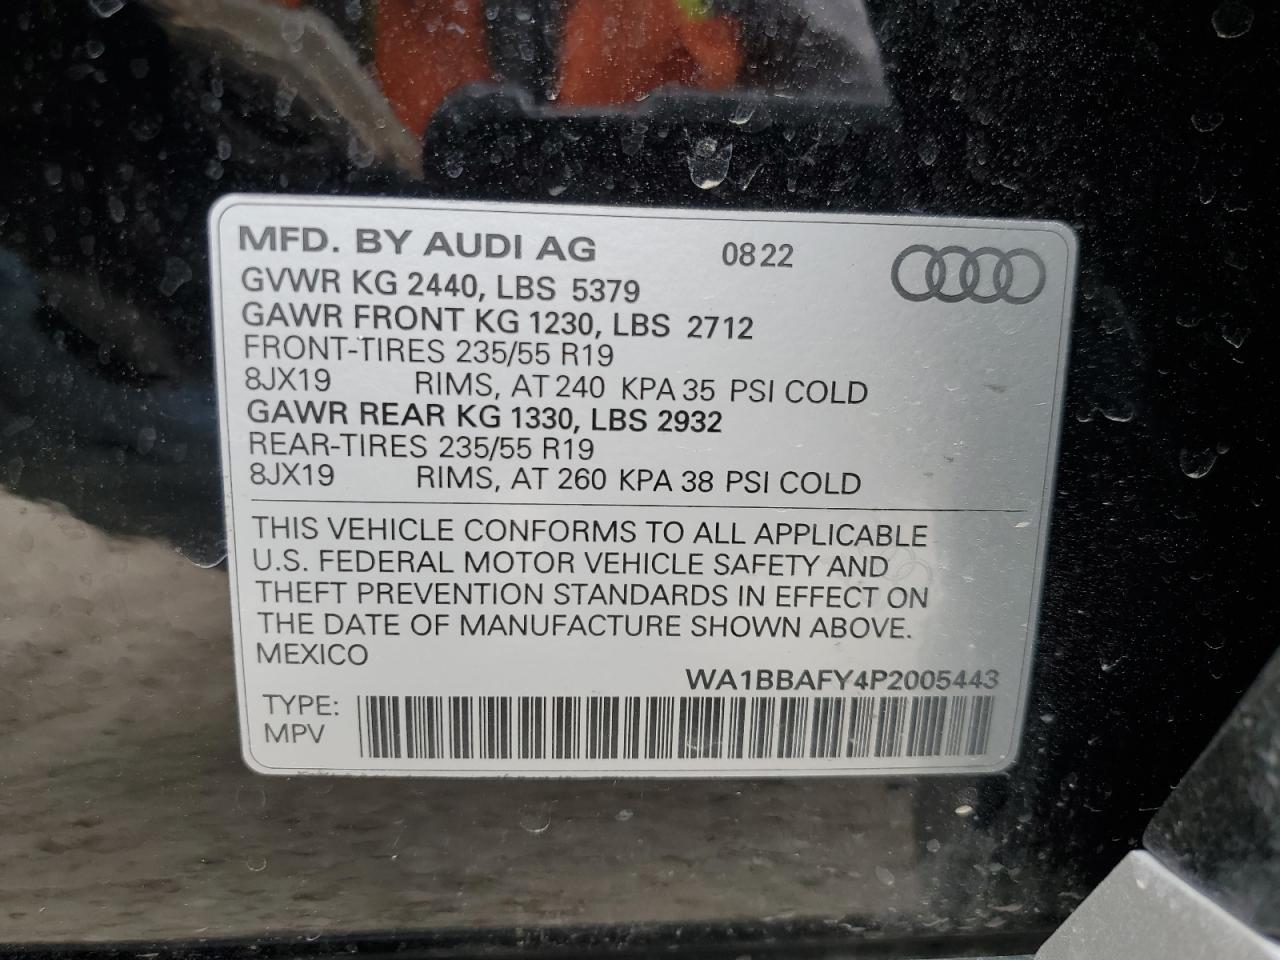 MFD. BY AUDI AG 0822
GVWR KG 2440, LBS 5379
GAWR FRONT KG 1230, LBS 2712
FRONT-TIRES 235/55 R19
8JX19 RIMS, AT 240 KPA 35 PSI COLD
GAWR REAR KG 1330, LBS 2932
REAR-TIRES 235/55 R19
8JX19 RIMS, AT 260 KPA 38 PSI COLD
THIS VEHICLE CONFORMS TO ALL APPLICABLE
U.S. FEDERAL MOTOR VEHICLE SAFETY AND
THEFT PREVENTION STANDARDS IN EFFECT ON
THE DATE OF MANUFACTURE SHOWN ABOVE.
MEXICO
WA1BBAFY4P2005443
TYPE:
MPV